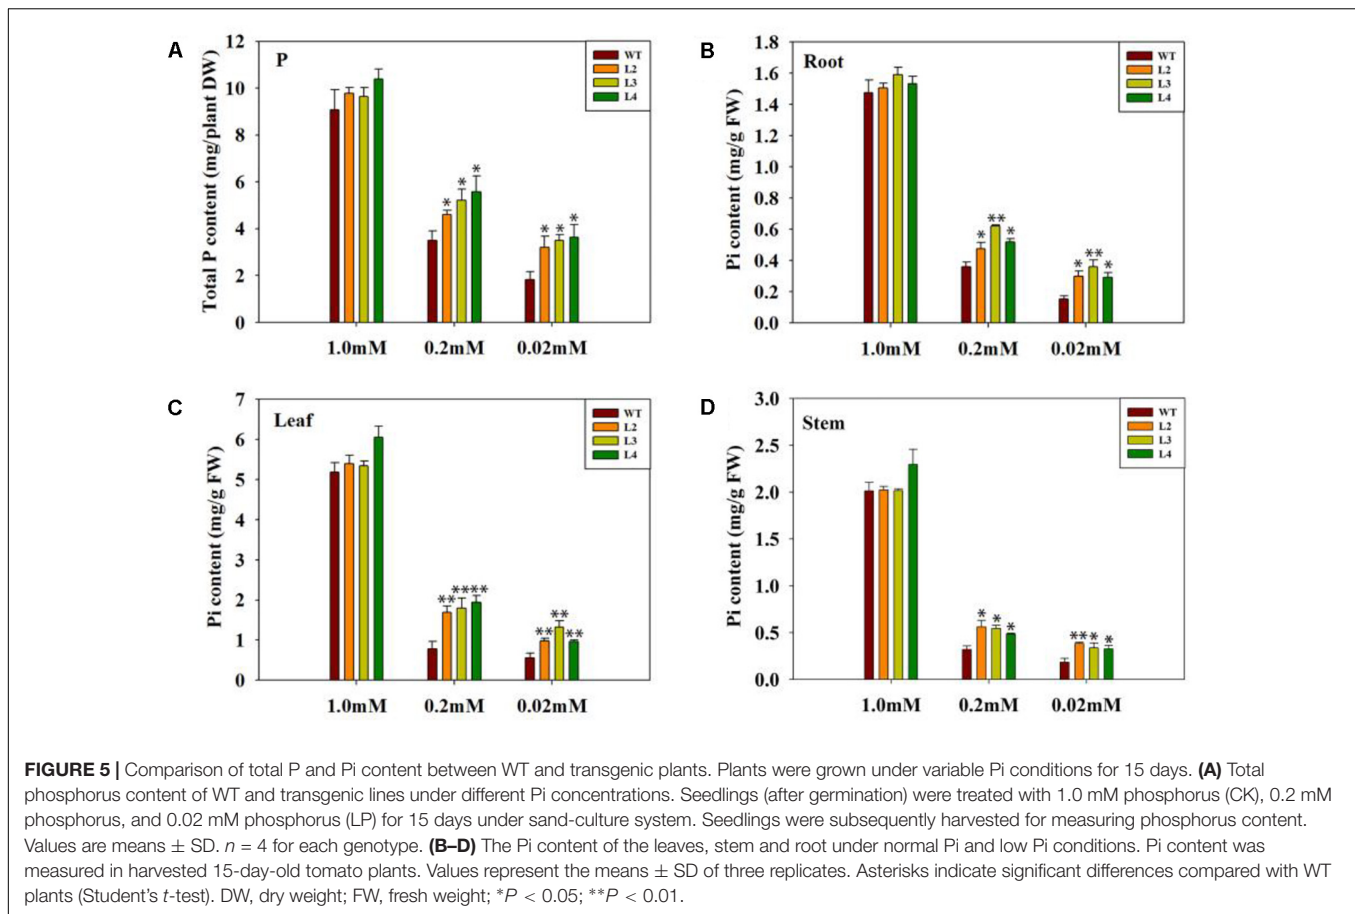 A
P
Total P content (mg/plant DW)
12
10
8
6
4
2
0
WT
L2
L3
L4
* * *
* * *
1.0mM 0.2mM 0.02mM
B
Root
Pi content (mg/g FW)
1.8
1.6
1.4
1.2
1.0
0.8
0.6
0.4
0.2
0.0
WT
L2
L3
L4
* ** *
* ** *
1.0mM 0.2mM 0.02mM
C
Leaf
Pi content (mg/g FW)
7
6
5
4
3
2
1
0
WT
L2
L3
L4
** ** **
** ** **
1.0mM 0.2mM 0.02mM
D
Stem
Pi content (mg/g FW)
3.0
2.5
2.0
1.5
1.0
0.5
0.0
WT
L2
L3
L4
* * *
** * *
1.0mM 0.2mM 0.02mM
FIGURE 5 | Comparison of total P and Pi content between WT and transgenic plants. Plants were grown under variable Pi conditions for 15 days. (A) Total
phosphorus content of WT and transgenic lines under different Pi concentrations. Seedlings (after germination) were treated with 1.0 mM phosphorus (CK), 0.2 mM
phosphorus, and 0.02 mM phosphorus (LP) for 15 days under sand-culture system. Seedlings were subsequently harvested for measuring phosphorus content.
Values are means ± SD. n = 4 for each genotype. (B–D) The Pi content of the leaves, stem and root under normal Pi and low Pi conditions. Pi content was
measured in harvested 15-day-old tomato plants. Values represent the means ± SD of three replicates. Asterisks indicate significant differences compared with WT
plants (Student's t-test). DW, dry weight; FW, fresh weight; *P < 0.05; **P < 0.01.